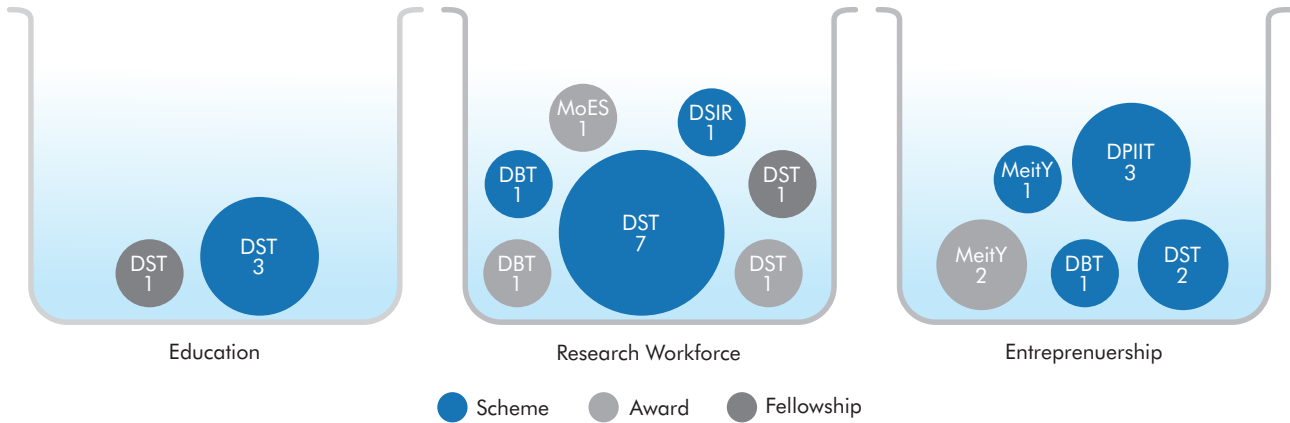 DST
1
DST
3
Education
MoES
1
DSIR
1
DBT
1
DST
7
DST
1
DBT
1
DST
1
Research Workforce
MeitY
1
DPIIT
3
MeitY
2
DBT
1
DST
2
Entreprenuership
Scheme
Award
Fellowship